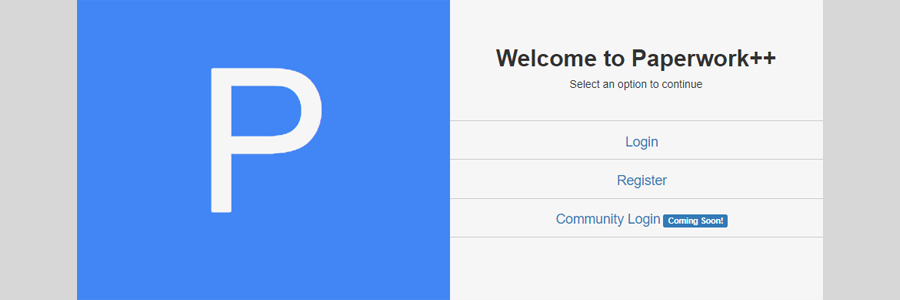 P
Welcome to Paperwork++
Select an option to continue
Login
Register
Community Login Coming Soon!